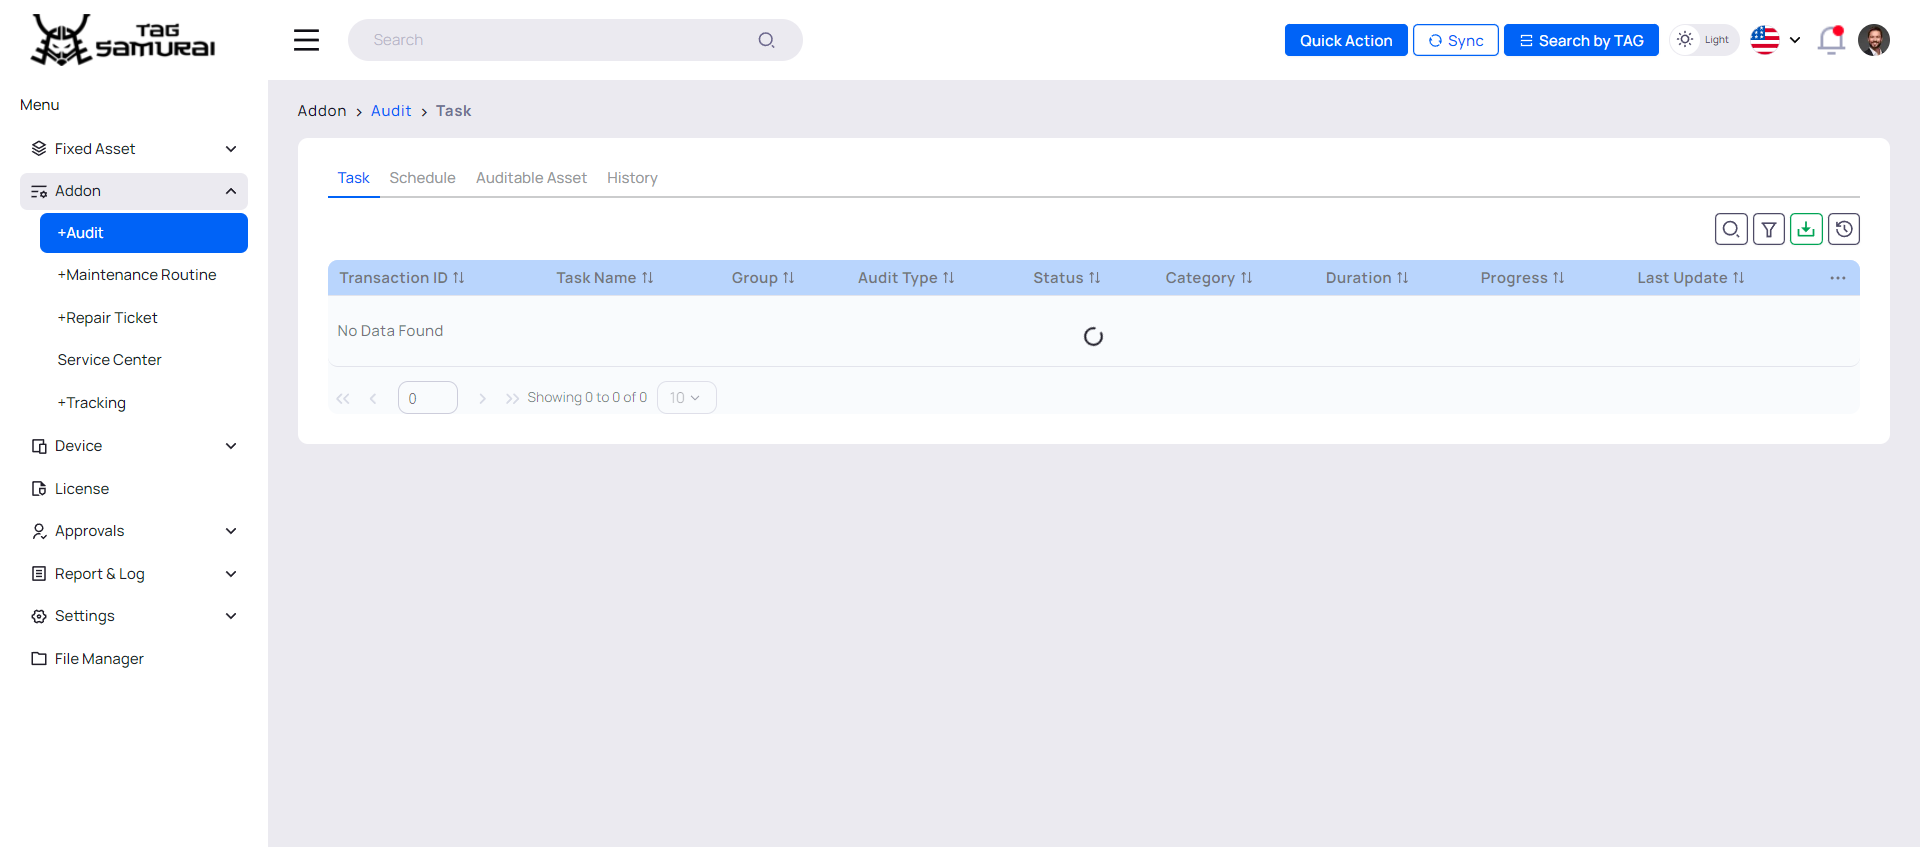 TAG
SAMURAI
Search
Quick Action
Sync
Search by TAG
Light
Menu
Fixed Asset
Addon
+Audit
+Maintenance Routine
+Repair Ticket
Service Center
+Tracking
Device
License
Approvals
Report & Log
Settings
File Manager
Addon > Audit > Task
Task Schedule Auditable Asset History
Transaction ID Task Name Group Audit Type Status Category Duration Progress Last Update
No Data Found
0 Showing 0 to 0 of 0 10